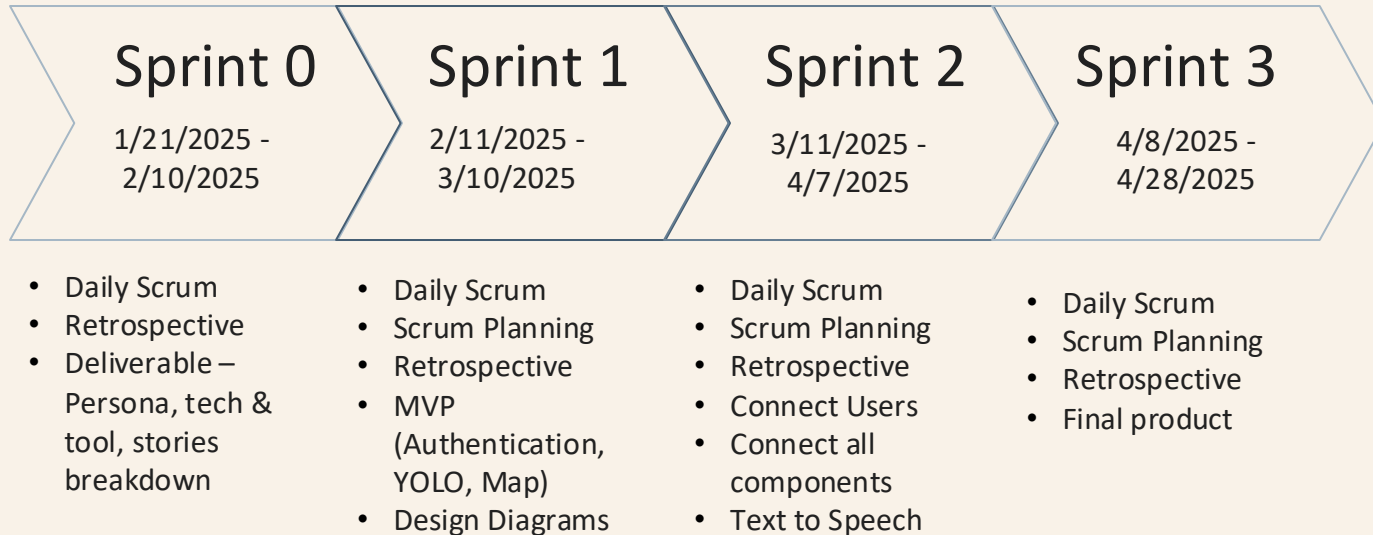 Sprint 0
1/21/2025 -
2/10/2025
• Daily Scrum
• Retrospective
• Deliverable –
Persona, tech &
tool, stories
breakdown
Sprint 1
2/11/2025 -
3/10/2025
• Daily Scrum
• Scrum Planning
• Retrospective
• MVP
(Authentication,
YOLO, Map)
• Design Diagrams
Sprint 2
3/11/2025 -
4/7/2025
• Daily Scrum
• Scrum Planning
• Retrospective
• Connect Users
• Connect all
components
• Text to Speech
Sprint 3
4/8/2025 -
4/28/2025
• Daily Scrum
• Scrum Planning
• Retrospective
• Final product